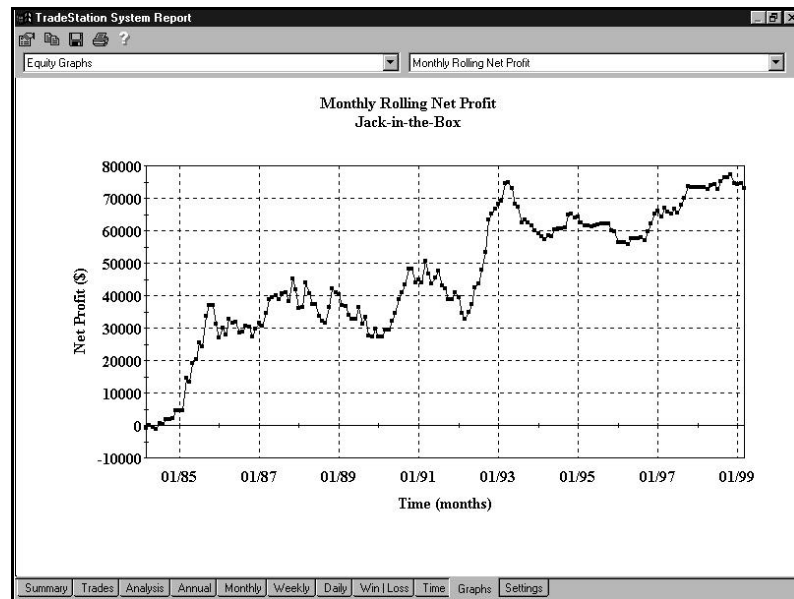 TradeStation System Report
?
Equity Graphs
Monthly Rolling Net Profit
Monthly Rolling Net Profit
Jack-in-the-Box
80000
70000
60000
50000
40000
30000
20000
10000
0
-10000
Net Profit ($)
01/85 01/87 01/89 01/91 01/93 01/95 01/97 01/99
Time (months)
Summary Trades Analysis Annual Monthly Weekly Daily Win|Loss Time Graphs Settings